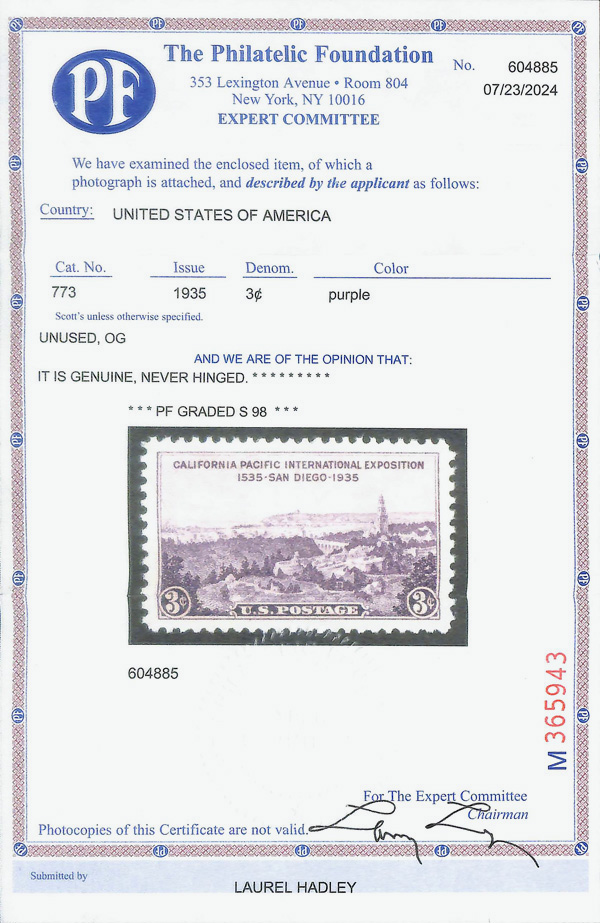 PF
The Philatelic Foundation
353 Lexington Avenue • Room 804
New York, NY 10016
EXPERT COMMITTEE
No. 604885
07/23/2024
We have examined the enclosed item, of which a
photograph is attached, and described by the applicant as follows:
Country: UNITED STATES OF AMERICA
Cat. No. Issue Denom. Color
773 1935 3¢ purple
Scott's unless otherwise specified.
UNUSED, OG
AND WE ARE OF THE OPINION THAT:
IT IS GENUINE, NEVER HINGED. * * * * * * * * *
* * * PF GRADED S 98 * * *
CALIFORNIA PACIFIC INTERNATIONAL EXPOSITION
1535-SAN DIEGO-1935
3¢ U.S. POSTAGE 3¢
604885
M 365943
For The Expert Committee
Chairman
Photocopies of this Certificate are not valid.
Submitted by
LAUREL HADLEY